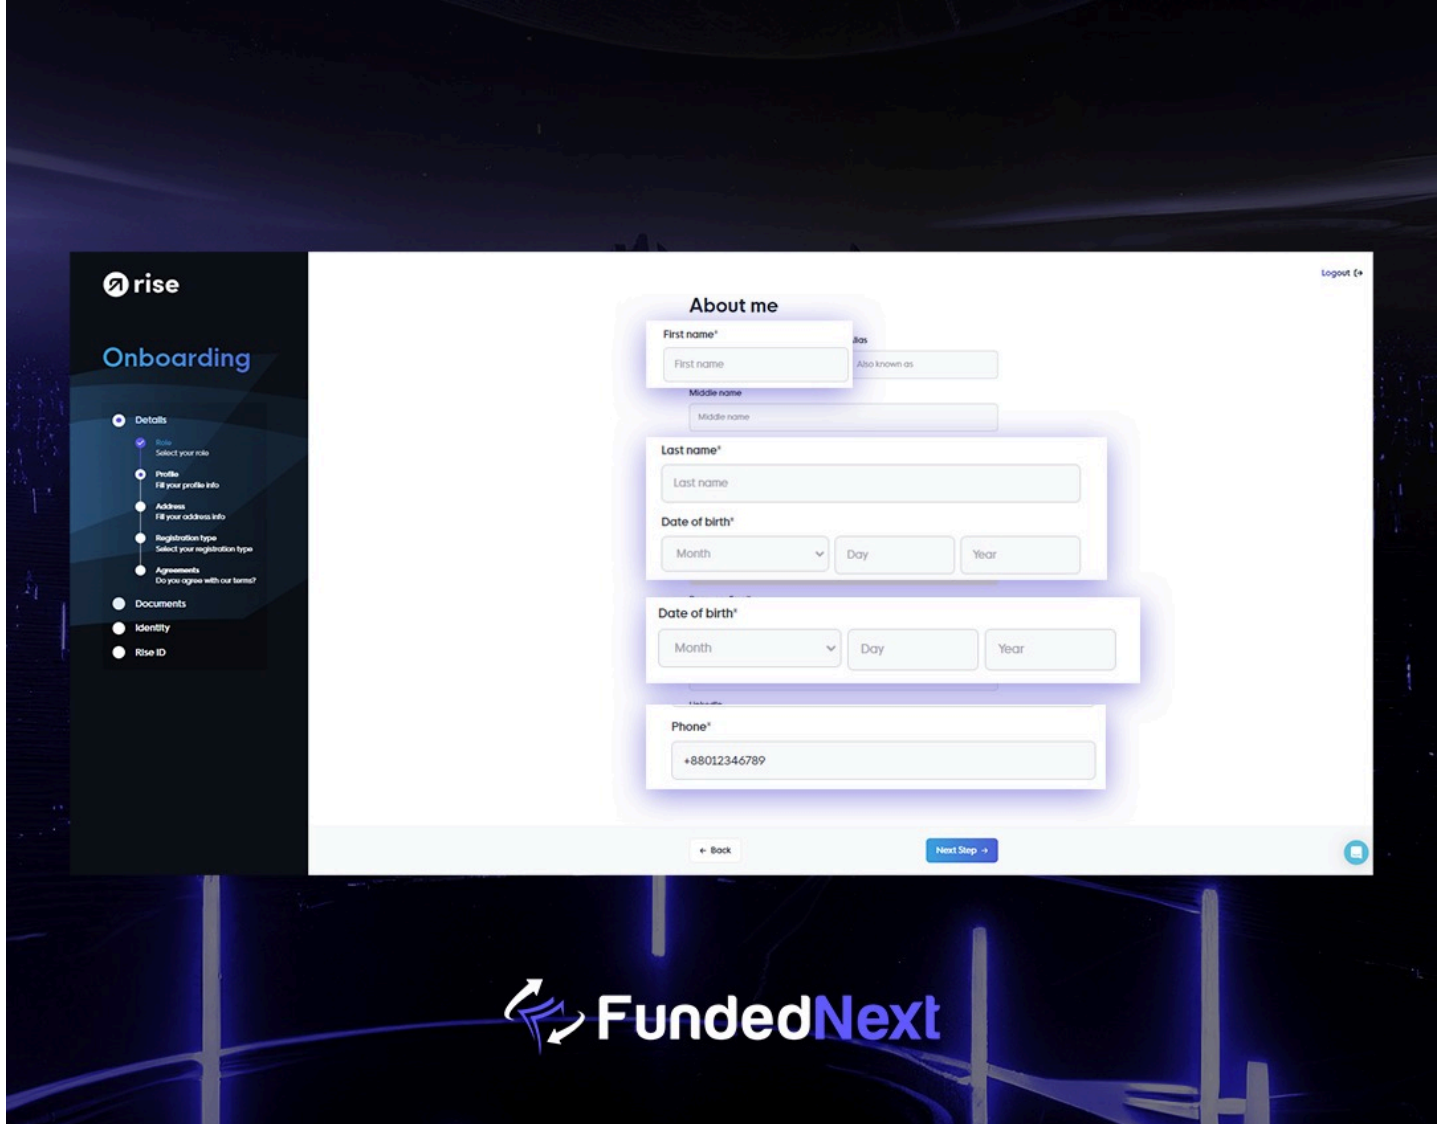 rise
Logout
Onboarding
Details
Role
Select your role
Profile
Fill your profile info
Address
Fill your address info
Registration type
Select your registration type
Agreements
Do you agree with our terms?
Documents
Identity
Rise ID
About me
First name*
First name
Alias
Also known as
Middle name
Middle name
Last name*
Last name
Date of birth*
Month Day Year
Date of birth*
Month Day Year
LinkedIn
Phone*
+88012346789
← Back
Next Step →
FundedNext